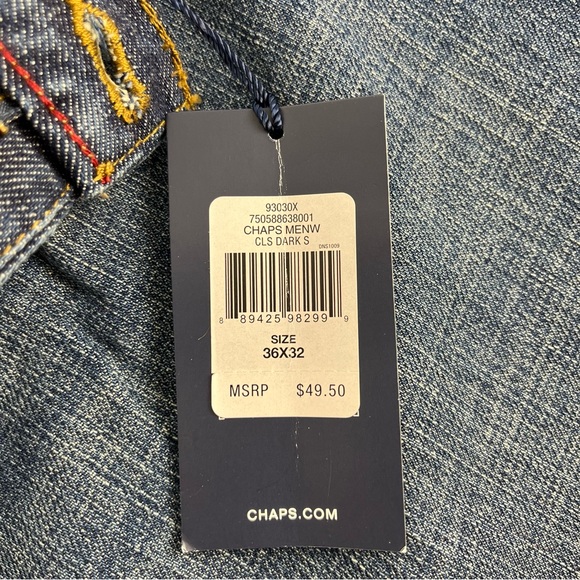 93030X
750588638001
CHAPS MENW
CLS DARK S
DNS1009
8 89425 98299 9
SIZE
36X32
MSRP $49.50
CHAPS.COM